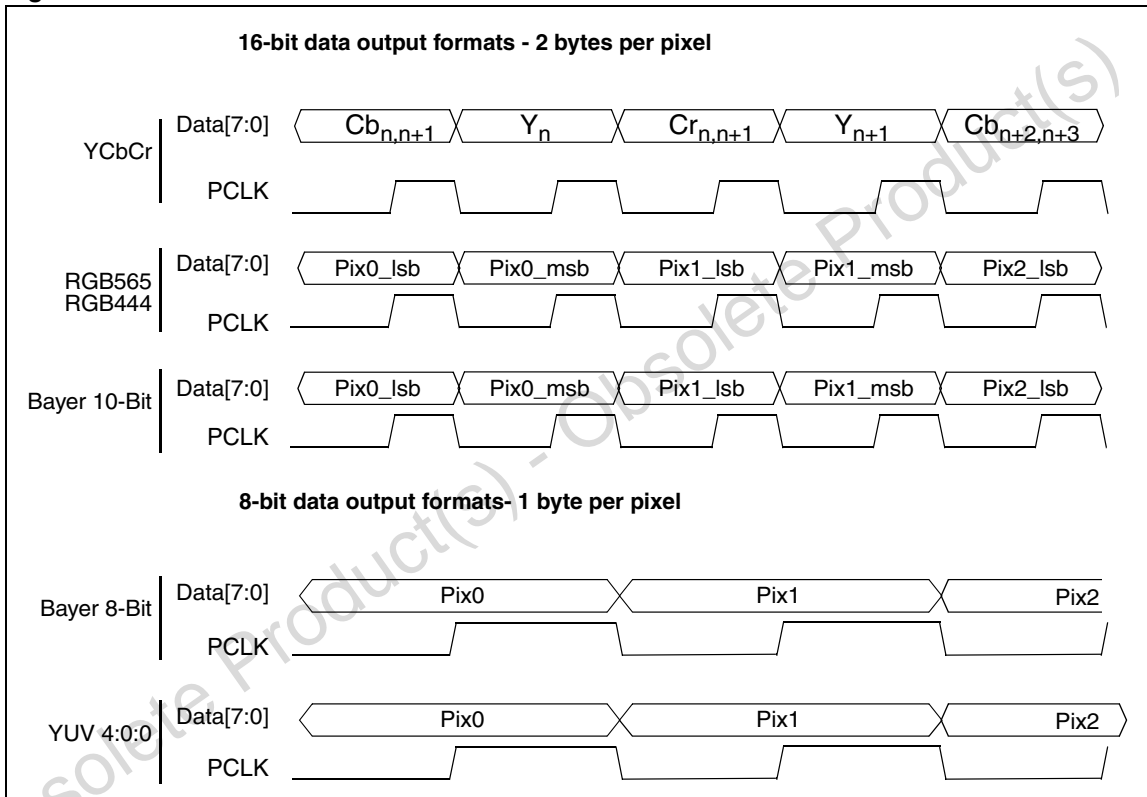 16-bit data output formats - 2 bytes per pixel
YCbCr
Data[7:0] Cbn,n+1 Yn Crn,n+1 Yn+1 Cbn+2,n+3
PCLK
RGB565
RGB444
Data[7:0] Pix0_lsb Pix0_msb Pix1_lsb Pix1_msb Pix2_lsb
PCLK
Bayer 10-Bit
Data[7:0] Pix0_lsb Pix0_msb Pix1_lsb Pix1_msb Pix2_lsb
PCLK
8-bit data output formats- 1 byte per pixel
Bayer 8-Bit
Data[7:0] Pix0 Pix1 Pix2
PCLK
YUV 4:0:0
Data[7:0] Pix0 Pix1 Pix2
PCLK
solete Product(s) - Obsolete Product(s)